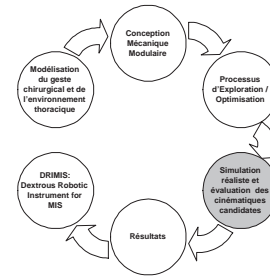 Conception
Mécanique
Modulaire
Processus
d'Exploration /
Optimisation
Simulation
réaliste et
évaluation des
cinématiques
candidates
Résultats
DRIMIS:
Dextrous Robotic
Instrument for
MIS
Modélisation
du geste
chirurgical et de
l'environnement
thoracique